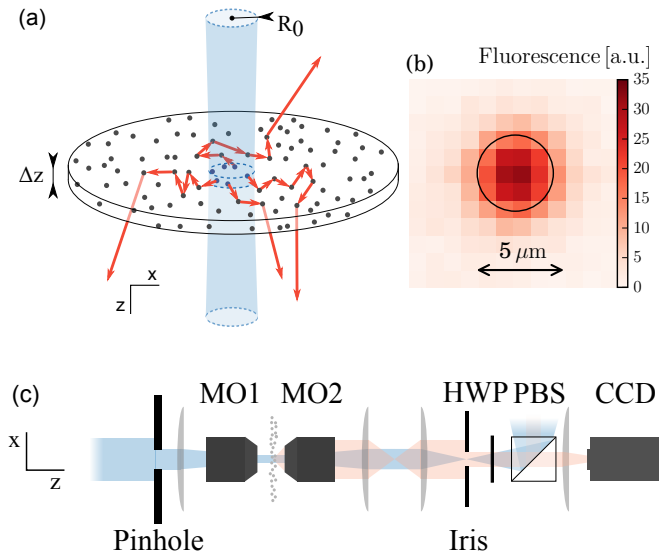 (a)
R0
Δz
x
z
(b)
Fluorescence [a.u.]
35
30
25
20
15
10
5
0
5 μm
(c)
MO1
MO2
HWP
PBS
CCD
x
z
Pinhole
Iris